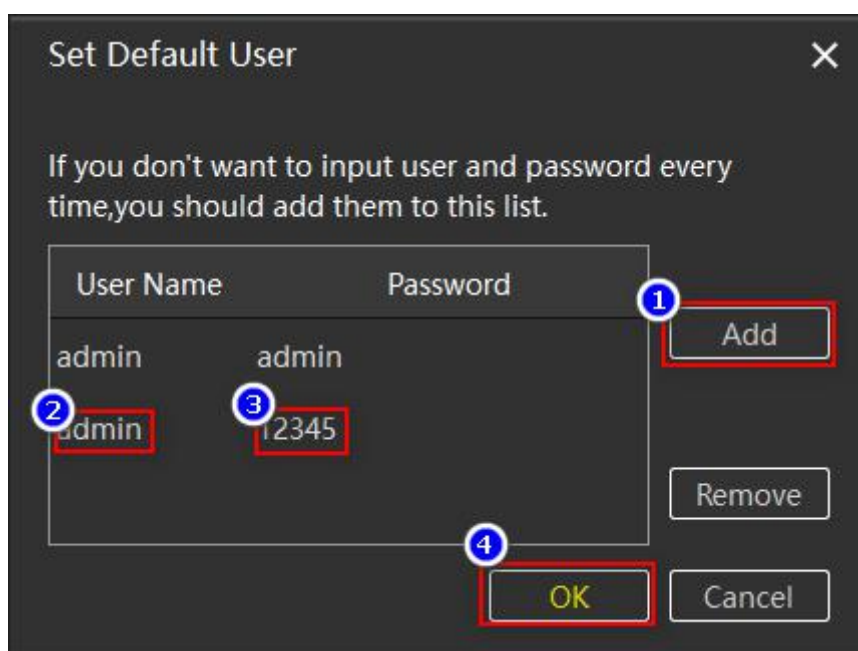 Set Default User
If you don't want to input user and password every
time,you should add them to this list.
User Name Password
1
Add
admin admin
2 3
admin 12345
Remove
4
OK Cancel